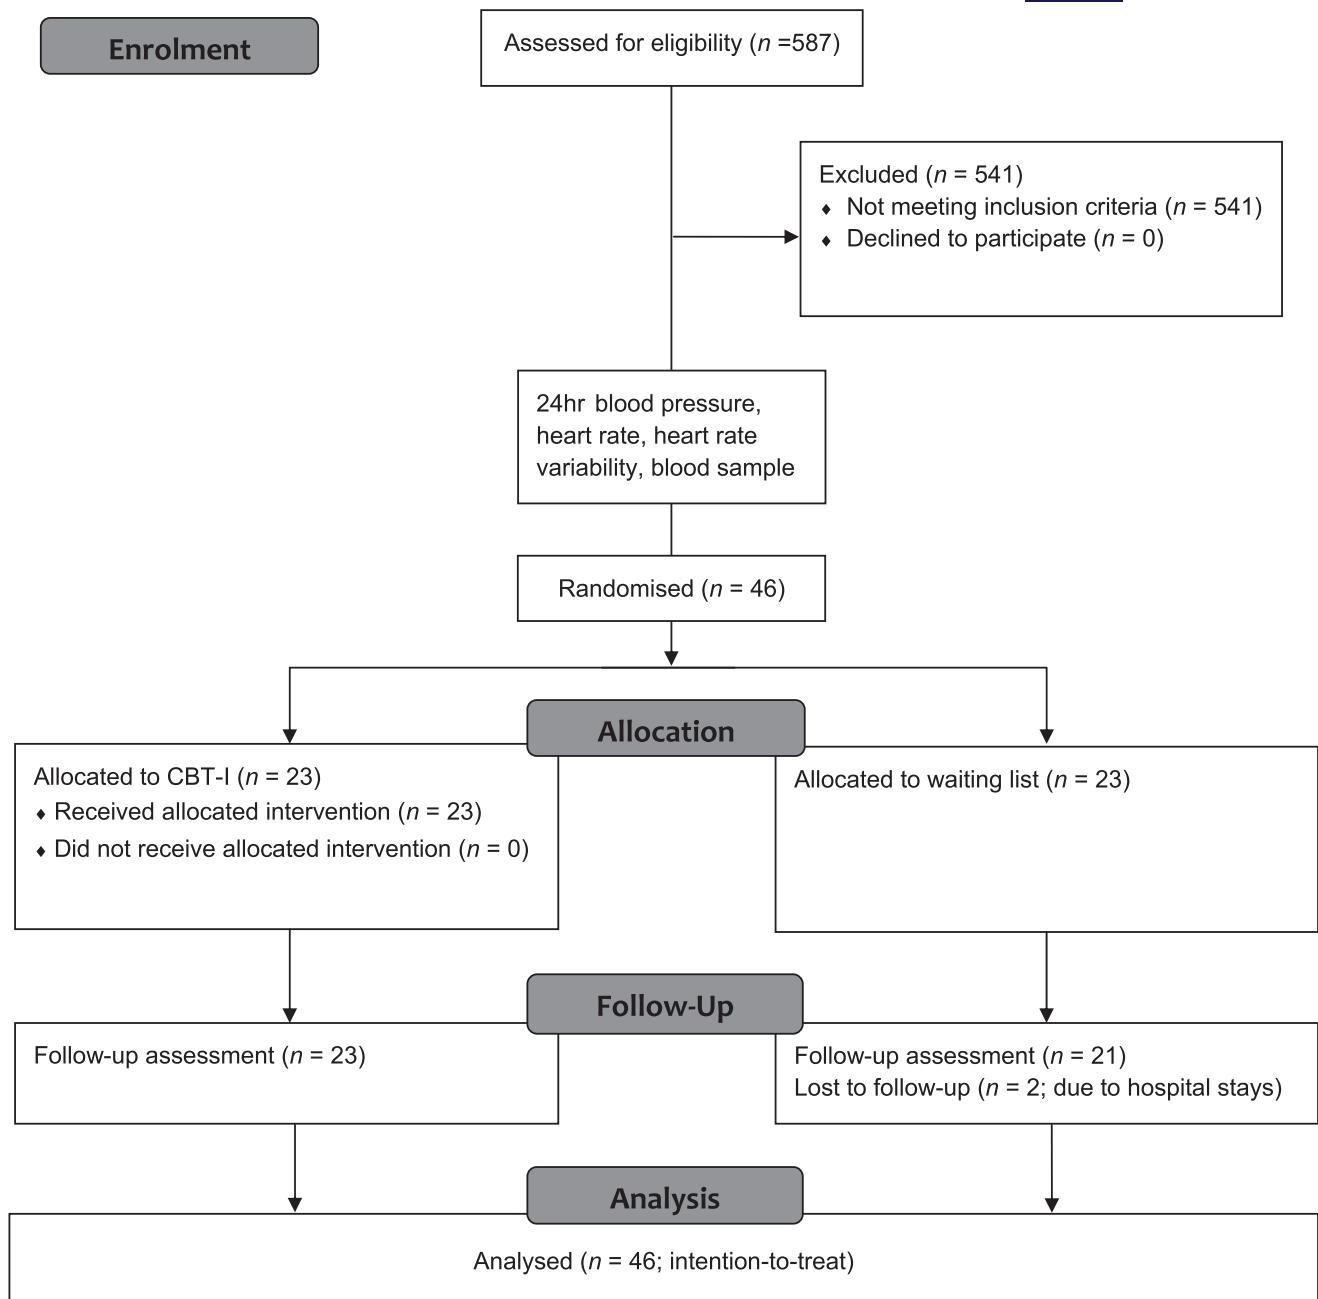 Enrolment
Assessed for eligibility (n =587)
Excluded (n = 541)
♦ Not meeting inclusion criteria (n = 541)
♦ Declined to participate (n = 0)
24hr blood pressure,
heart rate, heart rate
variability, blood sample
Randomised (n = 46)
Allocation
Allocated to CBT-I (n = 23)
♦ Received allocated intervention (n = 23)
♦ Did not receive allocated intervention (n = 0)
Allocated to waiting list (n = 23)
Follow-Up
Follow-up assessment (n = 23)
Follow-up assessment (n = 21)
Lost to follow-up (n = 2; due to hospital stays)
Analysis
Analysed (n = 46; intention-to-treat)